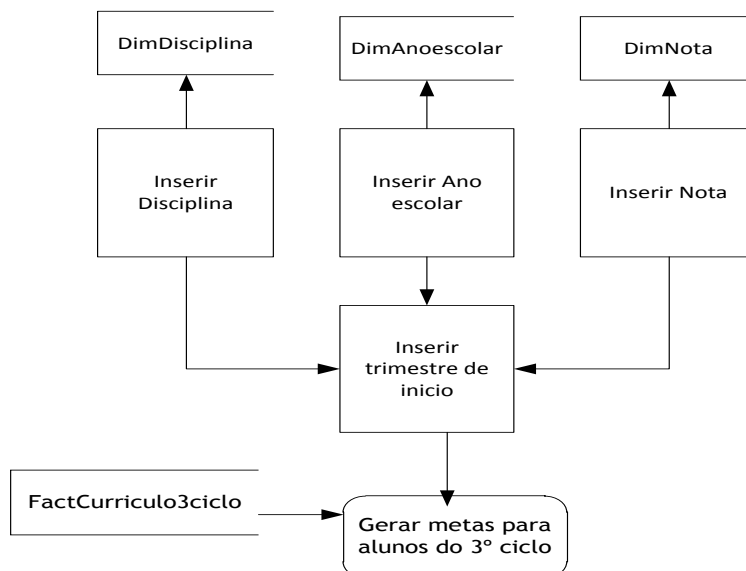 DimDisciplina
DimAnoescolar
DimNota
Inserir
Disciplina
Inserir Ano
escolar
Inserir Nota
Inserir
trimestre de
inicio
FactCurriculo3ciclo
Gerar metas para
alunos do 3º ciclo